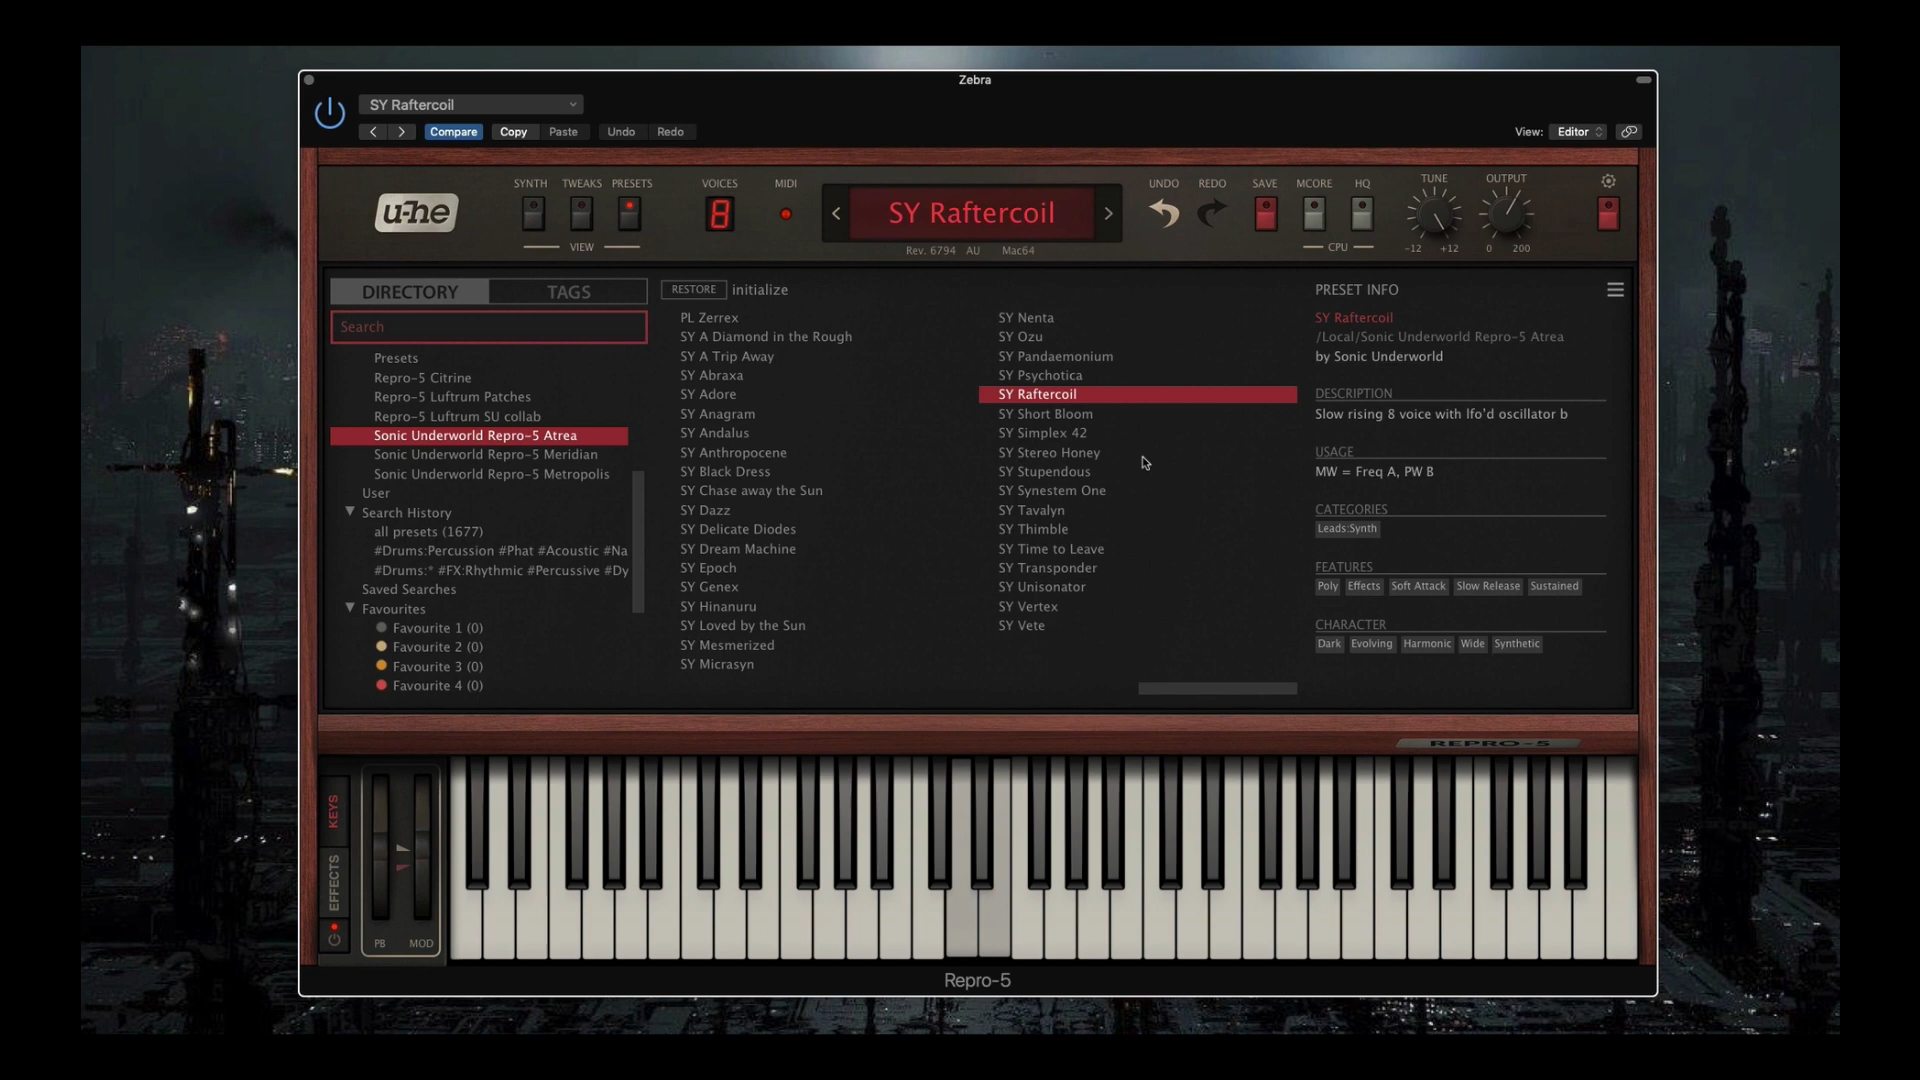 Zebra
SY Raftercoil
Compare Copy Paste Undo Redo
View: Editor
u-he
SYNTH TWEAKS PRESETS
VIEW
VOICES
8
MIDI
SY Raftercoil
Rev. 6794 AU Mac64
UNDO REDO SAVE MCORE HQ
CPU
TUNE
-12 +12
OUTPUT
0 200
DIRECTORY TAGS
Search
Presets
Repro-5 Citrine
Repro-5 Luftrum Patches
Repro-5 Luftrum SU collab
Sonic Underworld Repro-5 Atrea
Sonic Underworld Repro-5 Meridian
Sonic Underworld Repro-5 Metropolis
User
Search History
all presets (1677)
#Drums:Percussion #Phat #Acoustic #Na
#Drums:* #FX:Rhythmic #Percussive #Dy
Saved Searches
Favourites
Favourite 1 (0)
Favourite 2 (0)
Favourite 3 (0)
Favourite 4 (0)
RESTORE initialize
PL Zerrex
SY A Diamond in the Rough
SY A Trip Away
SY Abraxa
SY Adore
SY Anagram
SY Andalus
SY Anthropocene
SY Black Dress
SY Chase away the Sun
SY Dazz
SY Delicate Diodes
SY Dream Machine
SY Epoch
SY Genex
SY Hinanuru
SY Loved by the Sun
SY Mesmerized
SY Micrasyn
SY Nenta
SY Ozu
SY Pandaemonium
SY Psychotica
SY Raftercoil
SY Short Bloom
SY Simplex 42
SY Stereo Honey
SY Stupendous
SY Synestem One
SY Tavalyn
SY Thimble
SY Time to Leave
SY Transponder
SY Unisonator
SY Vertex
SY Vete
PRESET INFO
SY Raftercoil
/Local/Sonic Underworld Repro-5 Atrea
by Sonic Underworld
DESCRIPTION
Slow rising 8 voice with lfo'd oscillator b
USAGE
MW = Freq A, PW B
CATEGORIES
Leads:Synth
FEATURES
Poly Effects Soft Attack Slow Release Sustained
CHARACTER
Dark Evolving Harmonic Wide Synthetic
REPRO-5
KEYS
EFFECTS
PB MOD
Repro-5